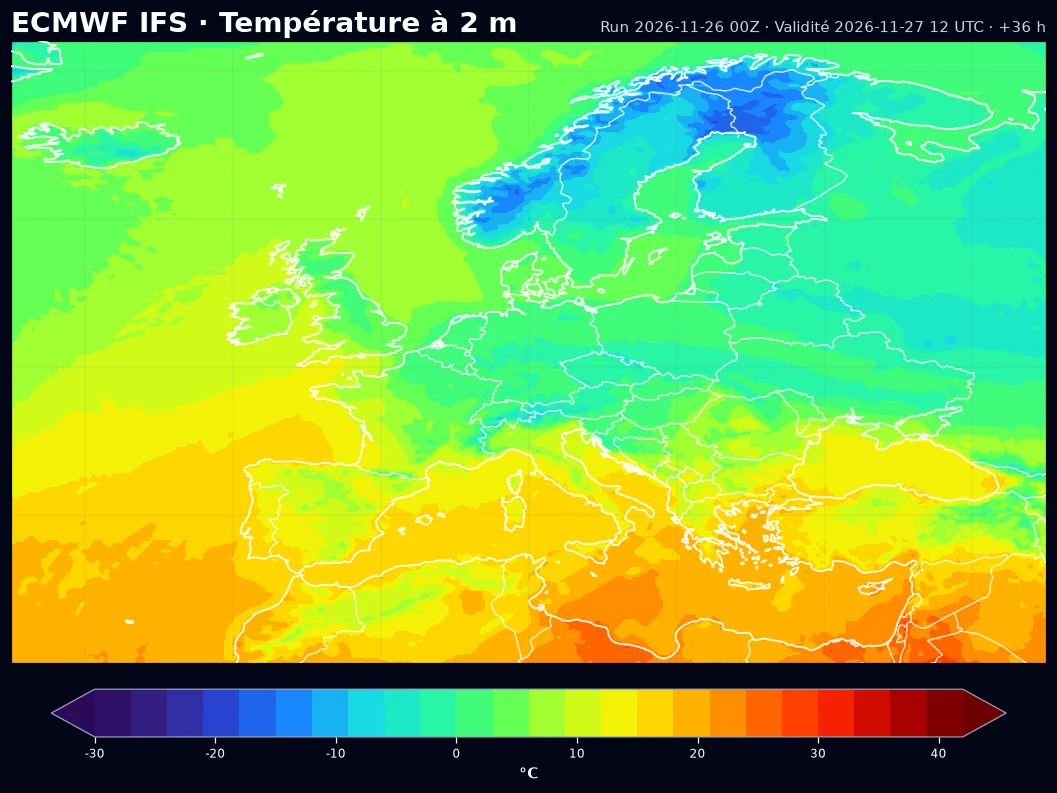 ECMWF IFS · Température à 2 m
Run 2026-11-26 00Z · Validité 2026-11-27 12 UTC · +36 h
-30 -20 -10 0 10 20 30 40
°C